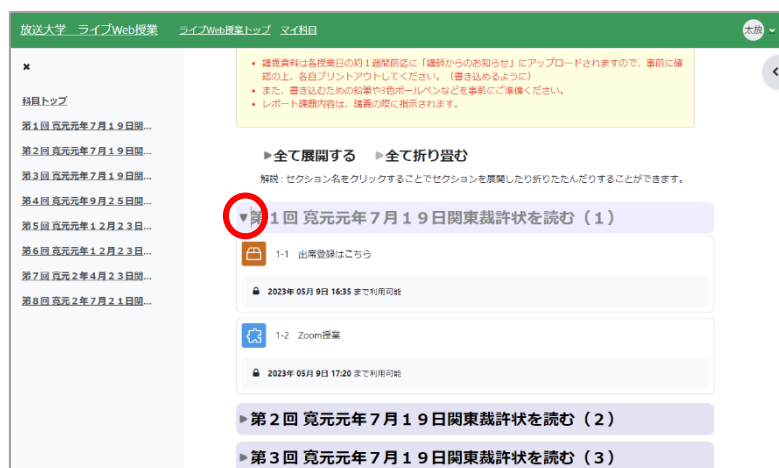 放送大学 ライブWeb授業 ライブWeb授業トップ マイ科目 太放
×
科目トップ
第１回 寛元元年７月１９日関...
第２回 寛元元年７月１９日関...
第３回 寛元元年７月１９日関...
第４回 寛元元年９月２５日関...
第５回 寛元元年１２月２３日...
第６回 寛元元年１２月２３日...
第７回 寛元２年４月２３日関...
第８回 寛元２年７月２１日関...
• 講義資料は各授業日の約１週間前迄に「講師からのお知らせ」にアップロードされますので、事前に確
認の上、各自プリントアウトしてください。（書き込めるように）
• また、書き込むための鉛筆や3色ボールペンなどを事前にご準備ください。
• レポート課題内容は、講義の際に指示されます。
▶全て展開する ▶全て折り畳む
解説：セクション名をクリックすることでセクションを展開したり折りたたんだりすることができます。
▼第１回 寛元元年７月１９日関東裁許状を読む（１）
1-1 出席登録はこちら
2023年 05月 9日 16:35 まで利用可能
1-2 Zoom授業
2023年 05月 9日 17:20 まで利用可能
▶第２回 寛元元年７月１９日関東裁許状を読む（２）
▶第３回 寛元元年７月１９日関東裁許状を読む（３）